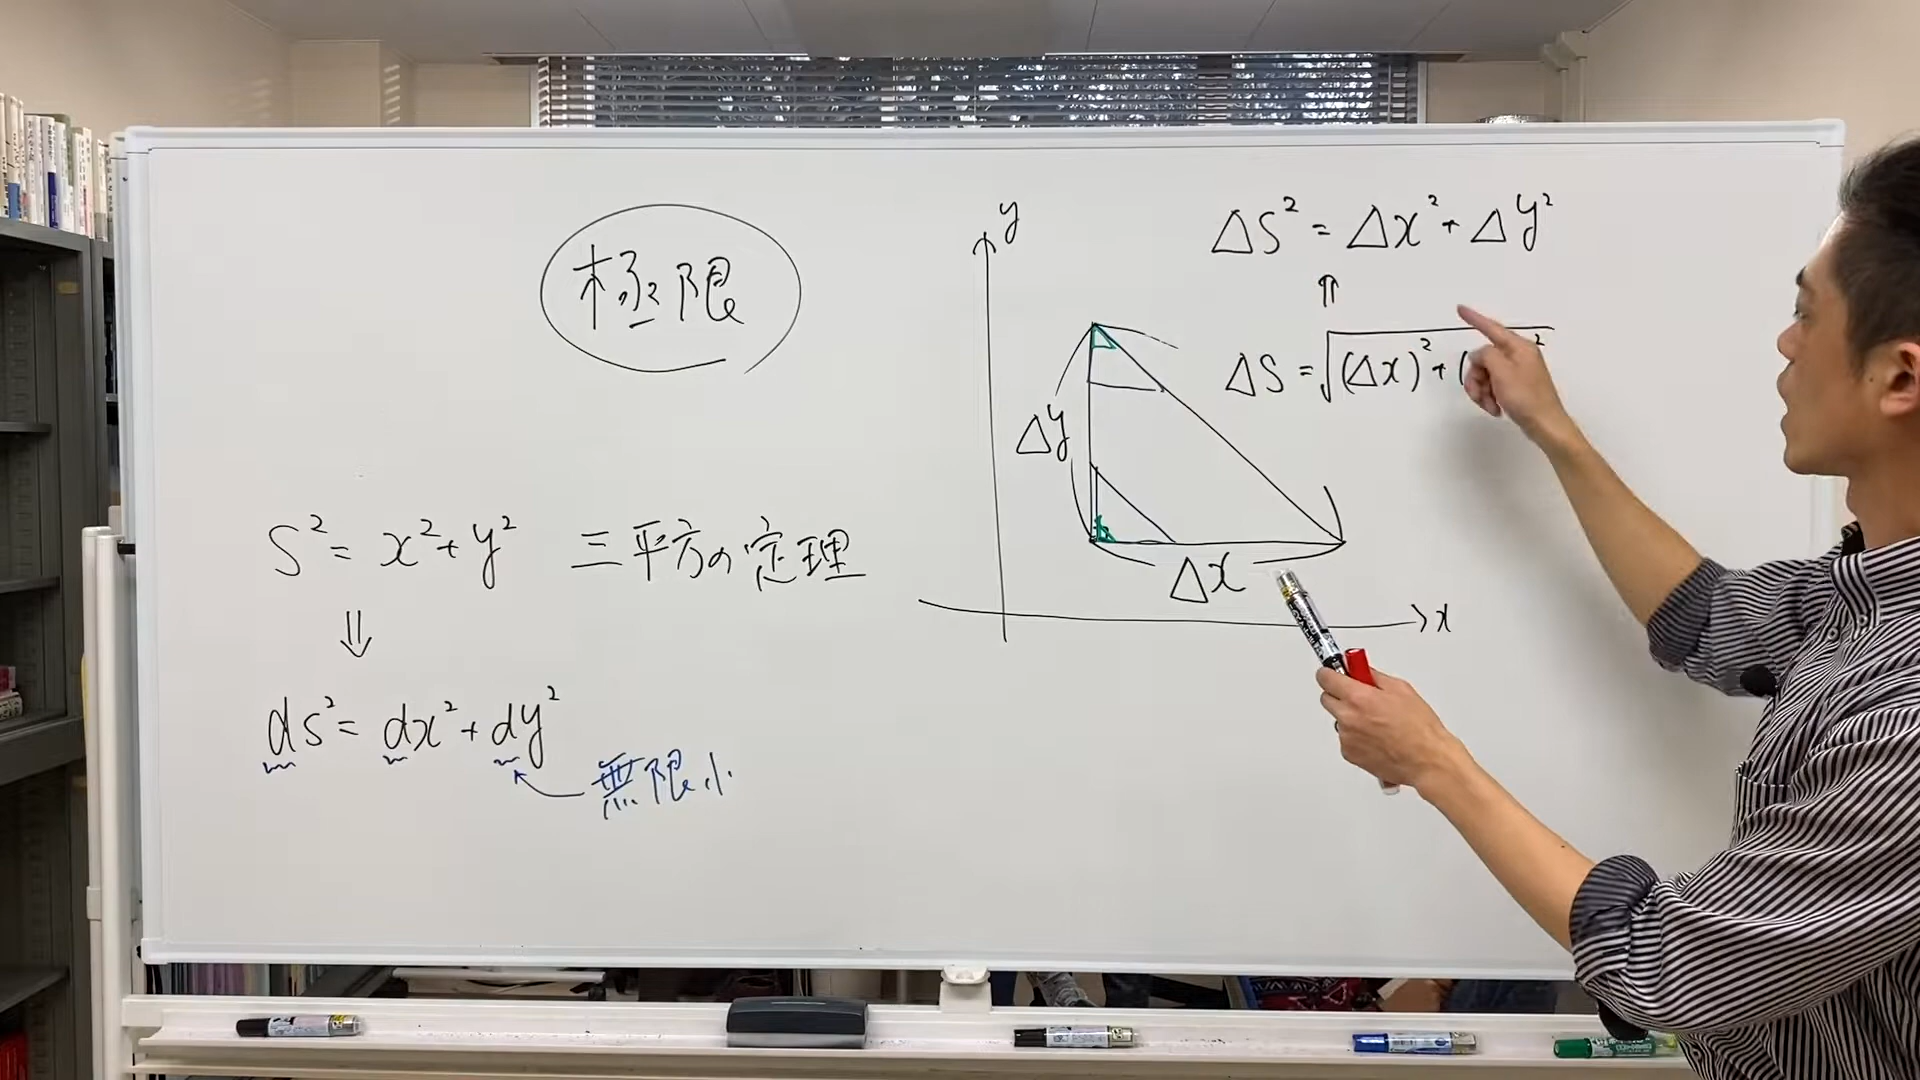 極限
S² = x² + y² 三平方の定理
⇓
ds² = dx² + dy²
無限小
y
Δy
Δx
x
ΔS² = Δx² + Δy²
⇑
ΔS = √(Δx)² + ( ²